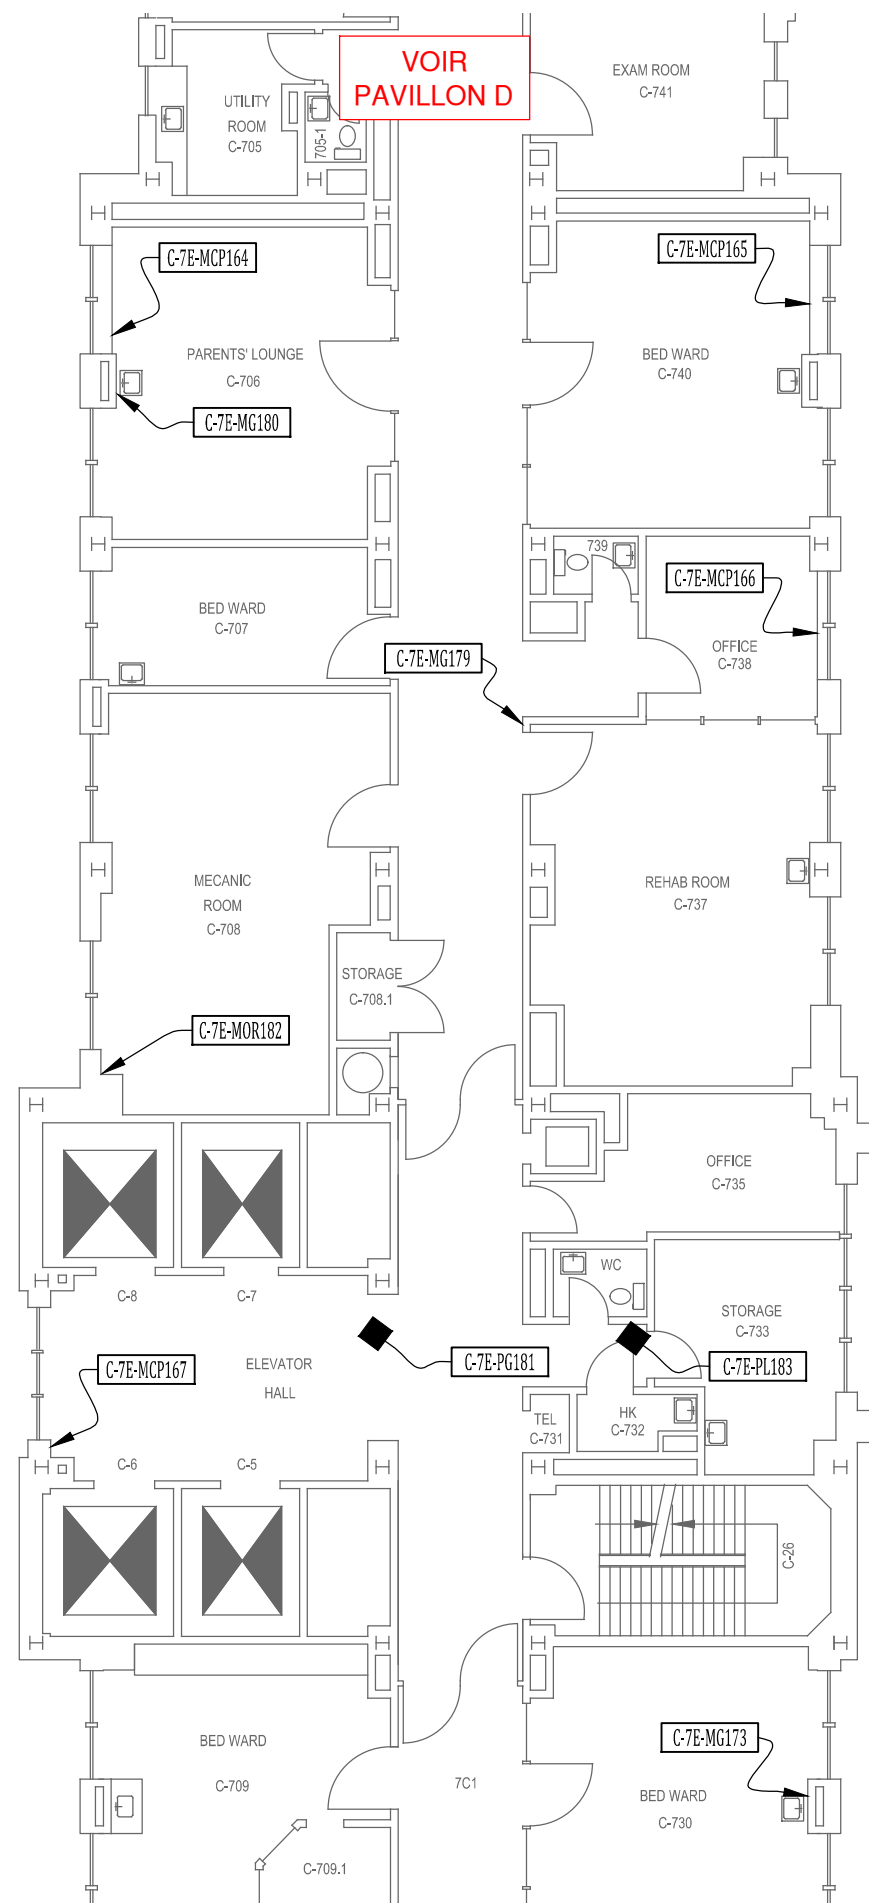 VOIR
PAVILLON D
EXAM ROOM
C-741
UTILITY
ROOM
C-705
705-1
C-7E-MCP164
C-7E-MCP165
PARENTS' LOUNGE
C-706
BED WARD
C-740
C-7E-MG180
739
C-7E-MCP166
BED WARD
C-707
OFFICE
C-738
C-7E-MG179
MECANIC
ROOM
C-708
REHAB ROOM
C-737
STORAGE
C-708.1
C-7E-MOR182
OFFICE
C-735
WC
C-8
C-7
STORAGE
C-733
C-7E-MCP167
ELEVATOR
HALL
C-7E-PG181
C-7E-PL183
TEL
C-731
HK
C-732
C-6
C-5
C-26
BED WARD
C-709
C-7E-MG173
7C1
BED WARD
C-730
C-709.1